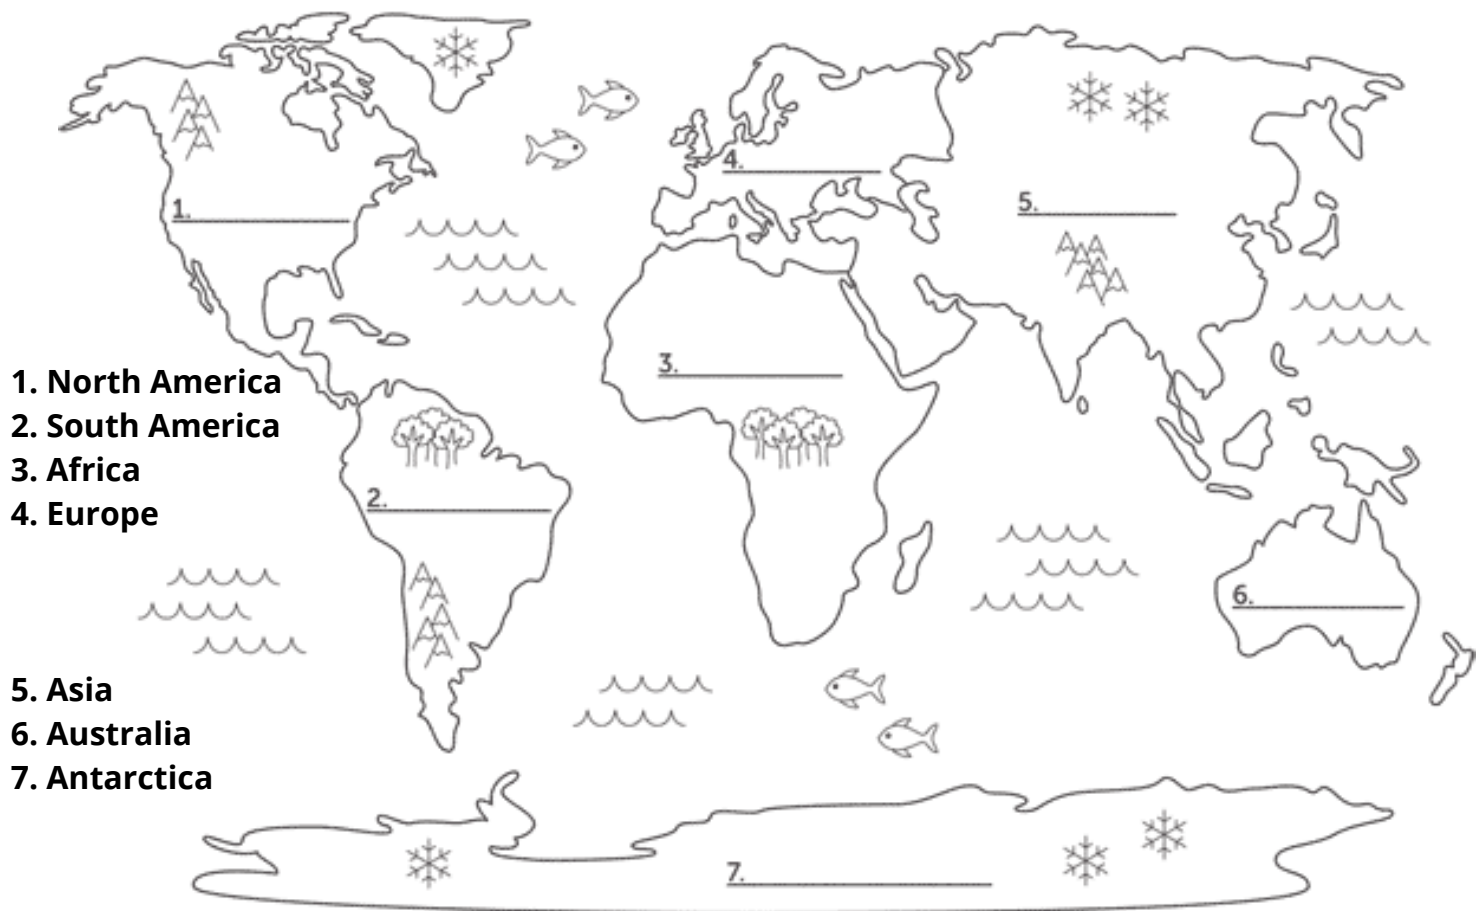 4.
5.
1.
3.
1. North America
2. South America
3. Africa
4. Europe
2.
6.
5. Asia
6. Australia
7. Antarctica
7.